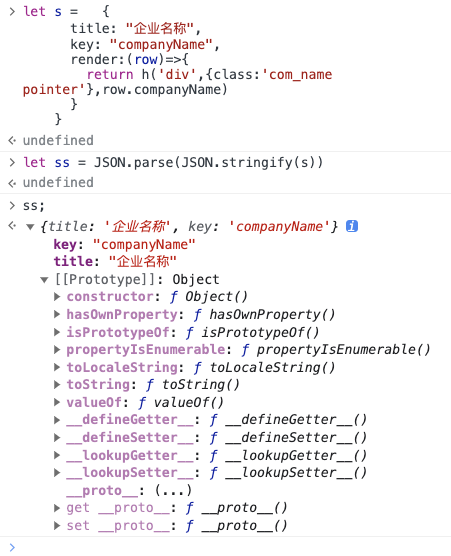 > let s =   {
title: "企业名称",
key: "companyName",
render:(row)=>{
return h('div',{class:'com_name
pointer'},row.companyName)
}
}
undefined
> let ss = JSON.parse(JSON.stringify(s))
undefined
> ss;
{title: '企业名称', key: 'companyName'} i
key: "companyName"
title: "企业名称"
[[Prototype]]: Object
constructor: ƒ Object()
hasOwnProperty: ƒ hasOwnProperty()
isPrototypeOf: ƒ isPrototypeOf()
propertyIsEnumerable: ƒ propertyIsEnumerable()
toLocaleString: ƒ toLocaleString()
toString: ƒ toString()
valueOf: ƒ valueOf()
__defineGetter__: ƒ __defineGetter__()
__defineSetter__: ƒ __defineSetter__()
__lookupGetter__: ƒ __lookupGetter__()
__lookupSetter__: ƒ __lookupSetter__()
__proto__: (...)
get __proto__: ƒ __proto__()
set __proto__: ƒ __proto__()
>